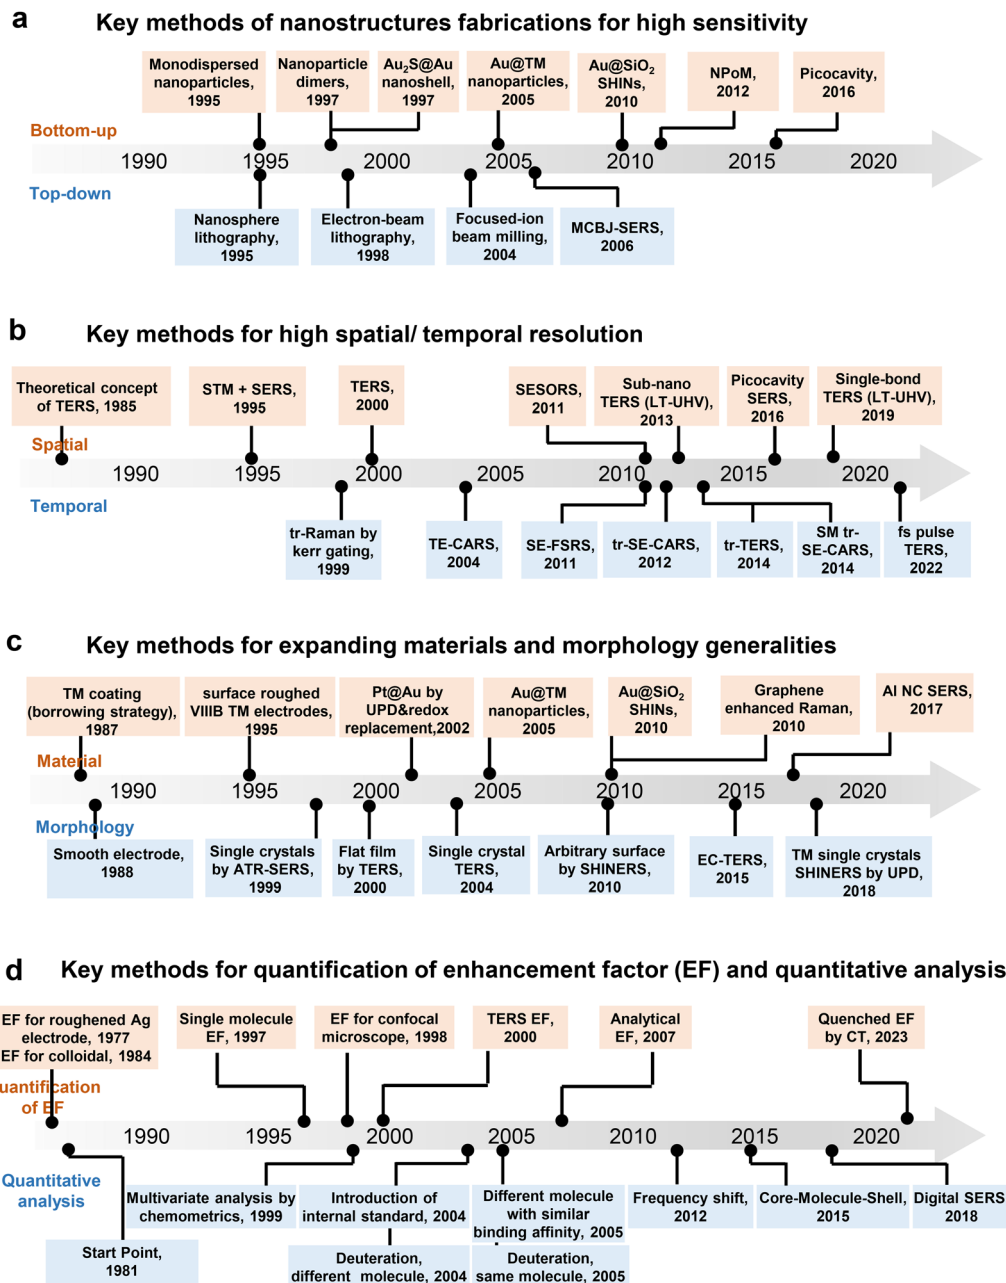 a
Key methods of nanostructures fabrications for high sensitivity
Monodispersed
nanoparticles,
1995
Nanoparticle
dimers,
1997
Au₂S@Au
nanoshell,
1997
Au@TM
nanoparticles,
2005
Au@SiO₂
SHINs,
2010
NPoM,
2012
Picocavity,
2016
Bottom-up
1990 1995 2000 2005 2010 2015 2020
Top-down
Nanosphere
lithography,
1995
Electron-beam
lithography,
1998
Focused-ion
beam milling,
2004
MCBJ-SERS,
2006
b
Key methods for high spatial/ temporal resolution
Theoretical concept
of TERS, 1985
STM + SERS,
1995
TERS,
2000
SESORS,
2011
Sub-nano
TERS (LT-UHV),
2013
Picocavity
SERS,
2016
Single-bond
TERS (LT-UHV),
2019
Spatial
1990 1995 2000 2005 2010 2015 2020
Temporal
tr-Raman by
kerr gating,
1999
TE-CARS,
2004
SE-FSRS,
2011
tr-SE-CARS,
2012
tr-TERS,
2014
SM tr-
SE-CARS,
2014
fs pulse
TERS,
2022
c
Key methods for expanding materials and morphology generalities
TM coating
(borrowing strategy),
1987
surface roughed
VIIIB TM electrodes,
1995
Pt@Au by
UPD&redox
replacement,2002
Au@TM
nanoparticles,
2005
Au@SiO₂
SHINs,
2010
Graphene
enhanced Raman,
2010
Al NC SERS,
2017
Material
1990 1995 2000 2005 2010 2015 2020
Morphology
Smooth electrode,
1988
Single crystals
by ATR-SERS,
1999
Flat film
by TERS,
2000
Single crystal
TERS,
2004
Arbitrary surface
by SHINERS,
2010
EC-TERS,
2015
TM single crystals
SHINERS by UPD,
2018
d
Key methods for quantification of enhancement factor (EF) and quantitative analysis
EF for roughened Ag
electrode, 1977
EF for colloidal, 1984
Single molecule
EF, 1997
EF for confocal
microscope, 1998
TERS EF,
2000
Analytical
EF, 2007
Quenched EF
by CT, 2023
uantification
of EF
1990 1995 2000 2005 2010 2015 2020
Quantitative
analysis
Multivariate analysis by
chemometrics, 1999
Introduction of
internal standard, 2004
Different molecule
with similar
binding affinity, 2005
Frequency shift,
2012
Core-Molecule-Shell,
2015
Digital SERS
2018
Start Point,
1981
Deuteration,
different molecule, 2004
Deuteration,
same molecule, 2005